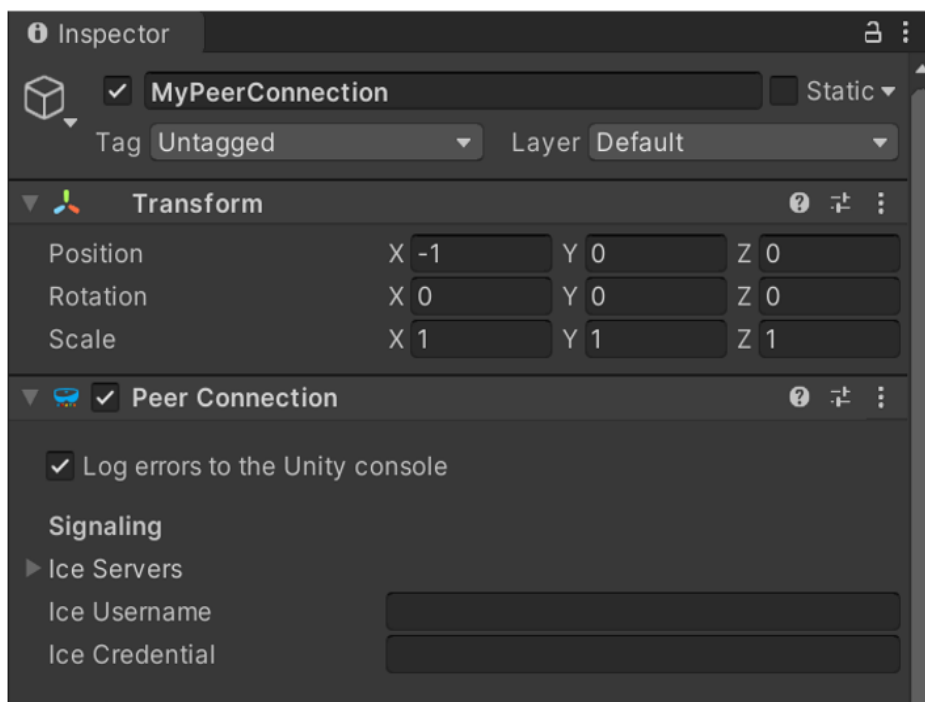 Inspector
MyPeerConnection Static
Tag Untagged Layer Default
Transform
Position X -1 Y 0 Z 0
Rotation X 0 Y 0 Z 0
Scale X 1 Y 1 Z 1
Peer Connection
Log errors to the Unity console
Signaling
Ice Servers
Ice Username
Ice Credential